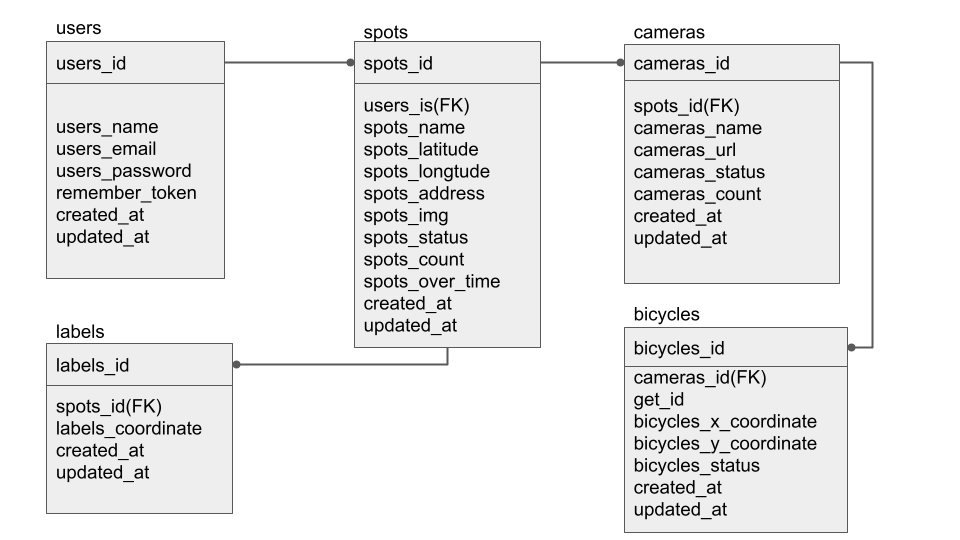 users
users_id
users_name
users_email
users_password
remember_token
created_at
updated_at
spots
spots_id
users_is(FK)
spots_name
spots_latitude
spots_longtude
spots_address
spots_img
spots_status
spots_count
spots_over_time
created_at
updated_at
cameras
cameras_id
spots_id(FK)
cameras_name
cameras_url
cameras_status
cameras_count
created_at
updated_at
labels
labels_id
spots_id(FK)
labels_coordinate
created_at
updated_at
bicycles
bicycles_id
cameras_id(FK)
get_id
bicycles_x_coordinate
bicycles_y_coordinate
bicycles_status
created_at
updated_at